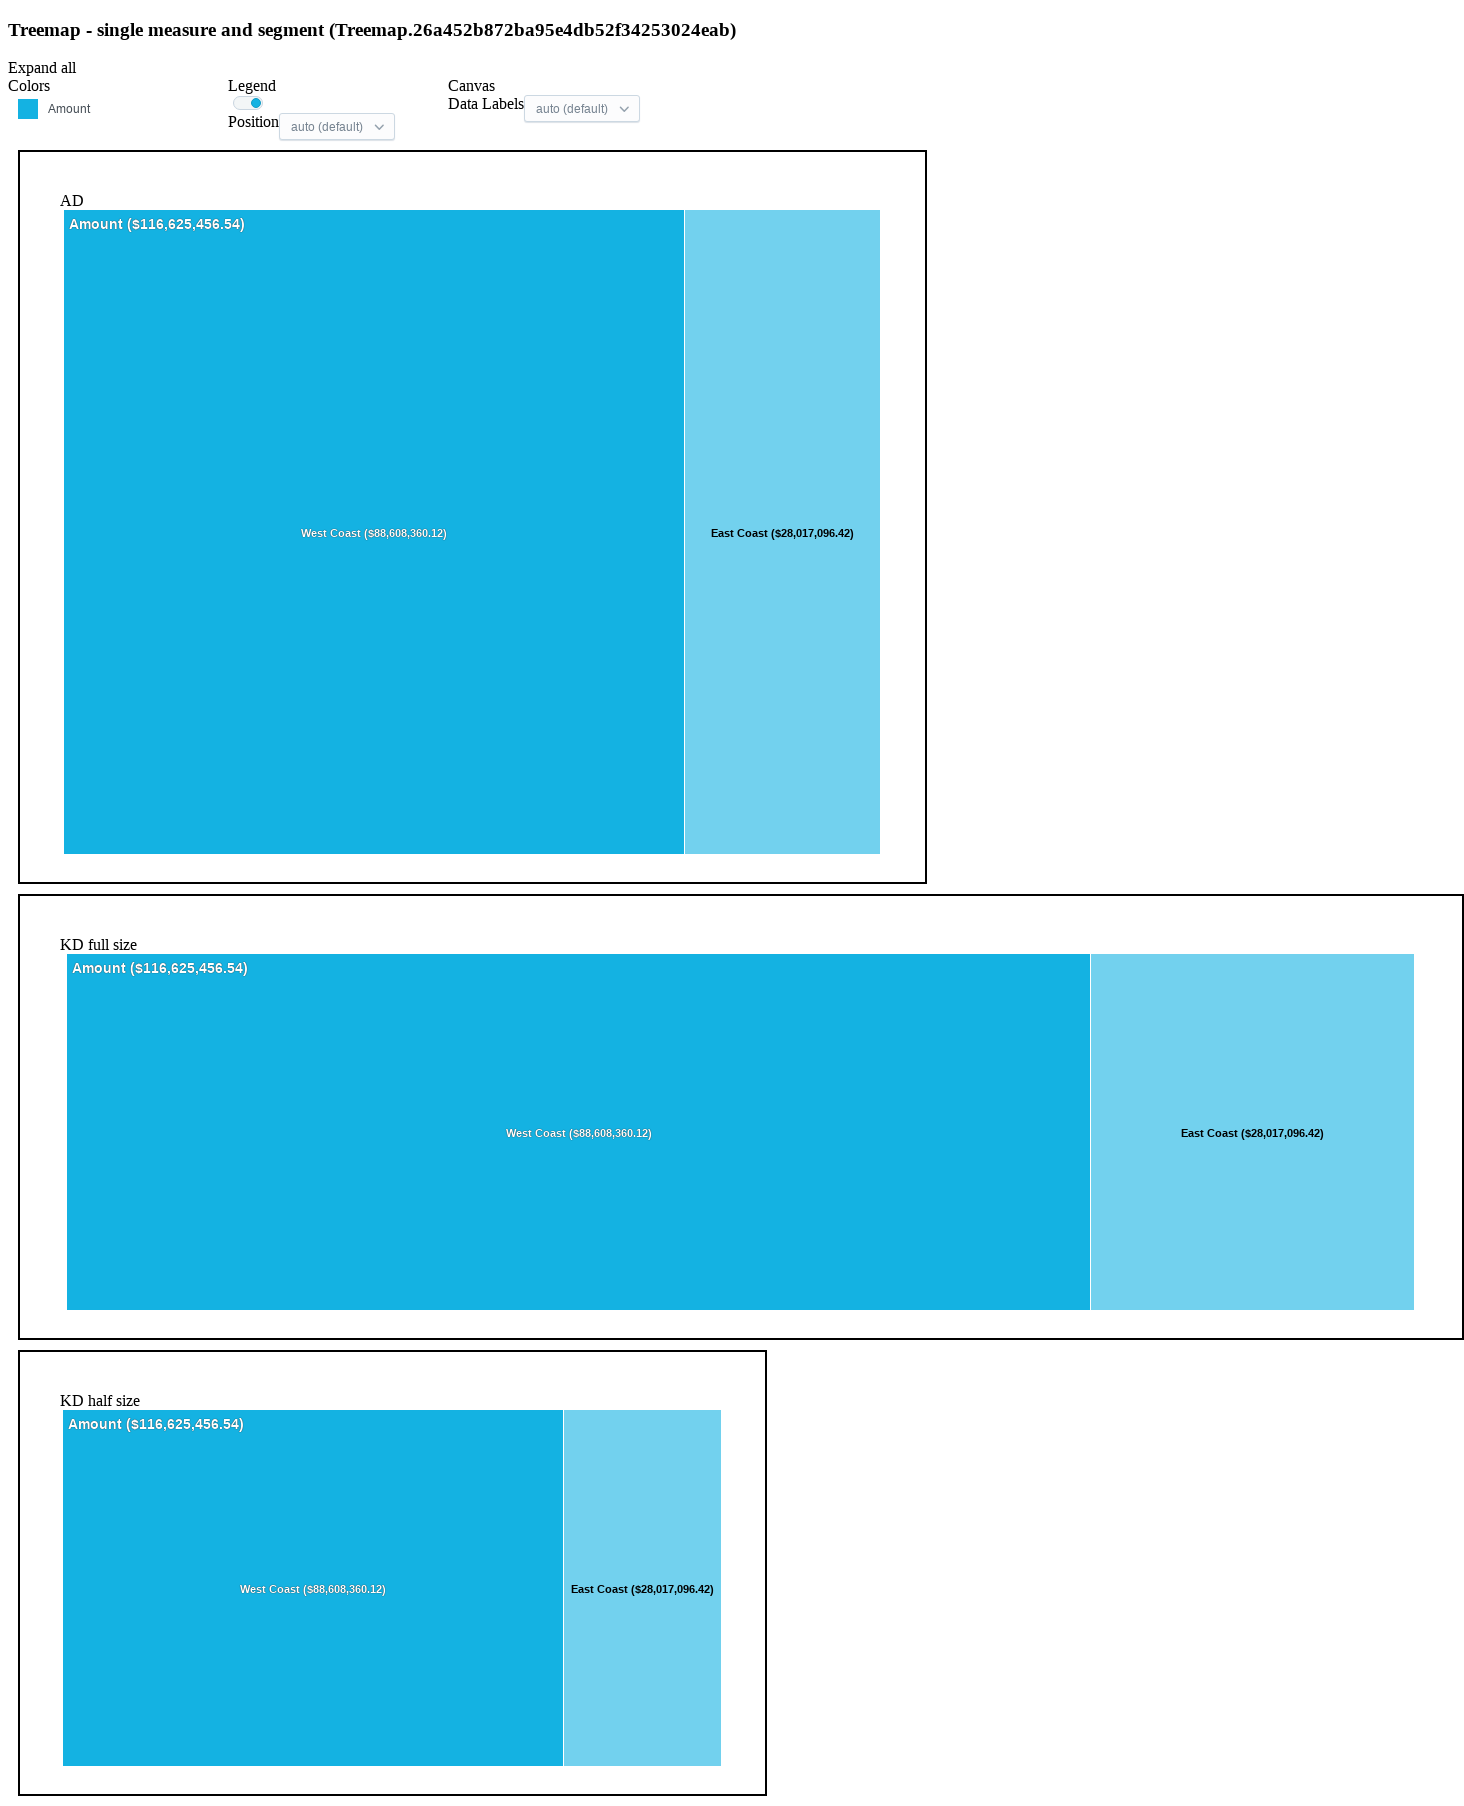 Treemap - single measure and segment (Treemap.26a452b872ba95e4db52f34253024eab)
Expand all
Colors
Amount
Legend
Position auto (default)
Canvas
Data Labels auto (default)
AD
Amount ($116,625,456.54)
West Coast ($88,608,360.12)
East Coast ($28,017,096.42)
KD full size
Amount ($116,625,456.54)
West Coast ($88,608,360.12)
East Coast ($28,017,096.42)
KD half size
Amount ($116,625,456.54)
West Coast ($88,608,360.12)
East Coast ($28,017,096.42)